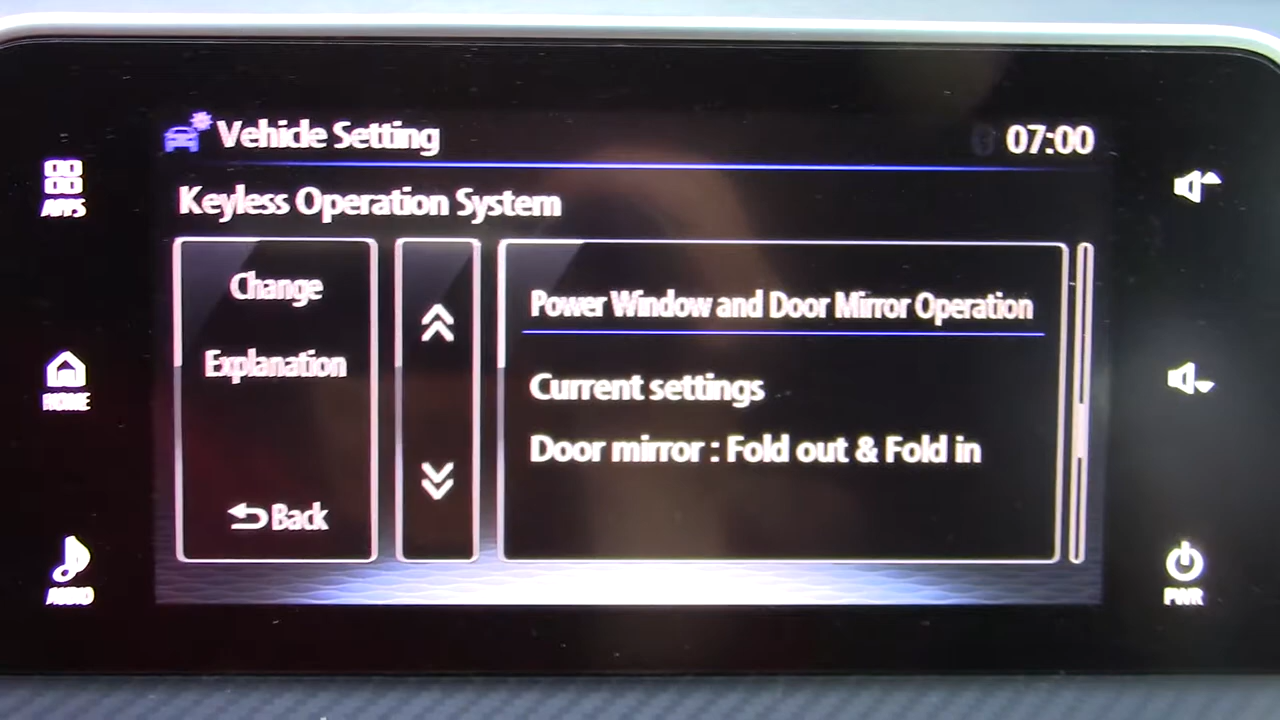 Vehicle Setting
07:00
APPS
Keyless Operation System
Change
Power Window and Door Mirror Operation
Explanation
Current settings
HOME
Door mirror : Fold out & Fold in
Back
AUDIO
PWR